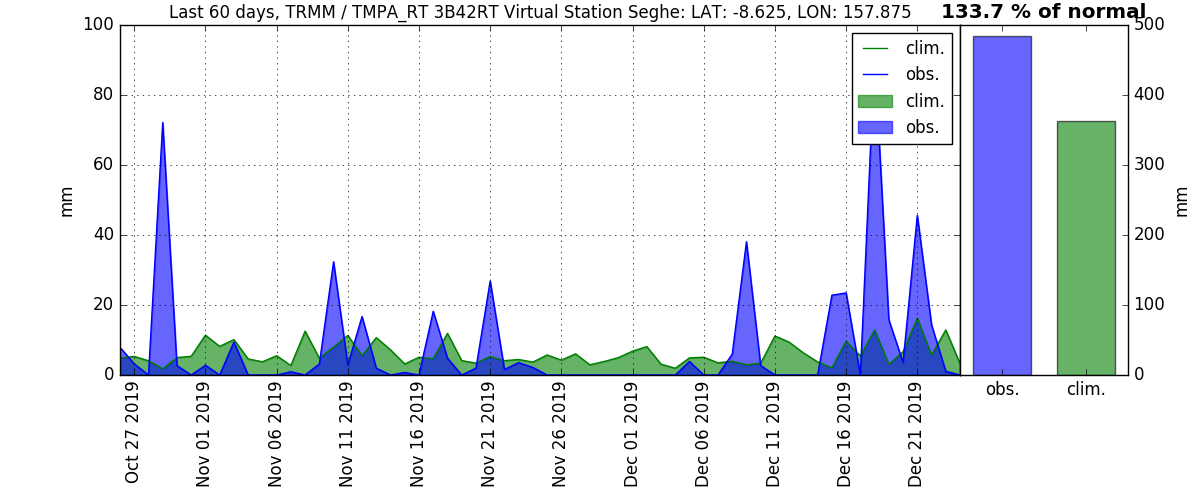 Last 60 days, TRMM / TMPA_RT 3B42RT Virtual Station Seghe: LAT: -8.625, LON: 157.875
133.7 % of normal
100
80
60
40
20
0
mm
clim.
obs.
clim.
obs.
Oct 27 2019
Nov 01 2019
Nov 06 2019
Nov 11 2019
Nov 16 2019
Nov 21 2019
Nov 26 2019
Dec 01 2019
Dec 06 2019
Dec 11 2019
Dec 16 2019
Dec 21 2019
500
400
300
200
100
0
mm
obs.
clim.